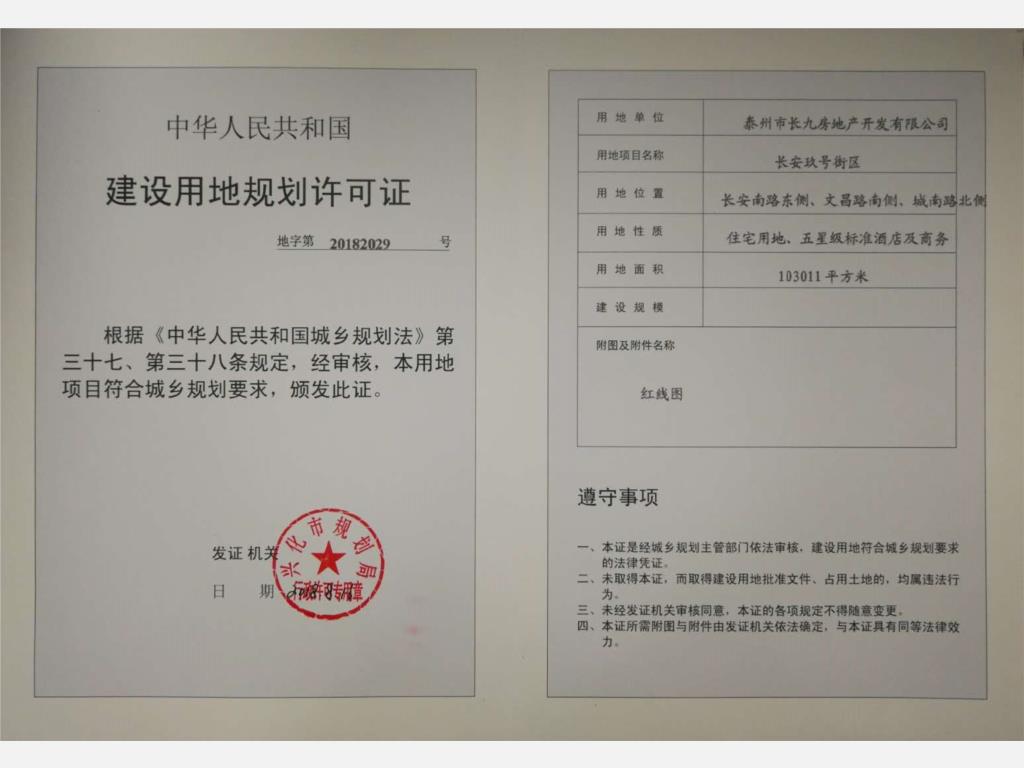 中华人民共和国
建设用地规划许可证
地字第 20182029 号
根据《中华人民共和国城乡规划法》第
三十七、第三十八条规定，经审核，本用地
项目符合城乡规划要求，颁发此证。
发证机关
兴化市规划局
行政许可专用章
日 期
用地单位 泰州市长九房地产开发有限公司
用地项目名称 长安玖号街区
用地位置 长安南路东侧、文昌路南侧、城南路北侧
用地性质 住宅用地、五星级标准酒店及商务
用地面积 103011平方米
建设规模
附图及附件名称
红线图
遵守事项
一、本证是经城乡规划主管部门依法审核，建设用地符合城乡规划要求
的法律凭证。
二、未取得本证，而取得建设用地批准文件、占用土地的，均属违法行
为。
三、未经发证机关审核同意，本证的各项规定不得随意变更。
四、本证所需附图与附件由发证机关依法确定，与本证具有同等法律效
力。